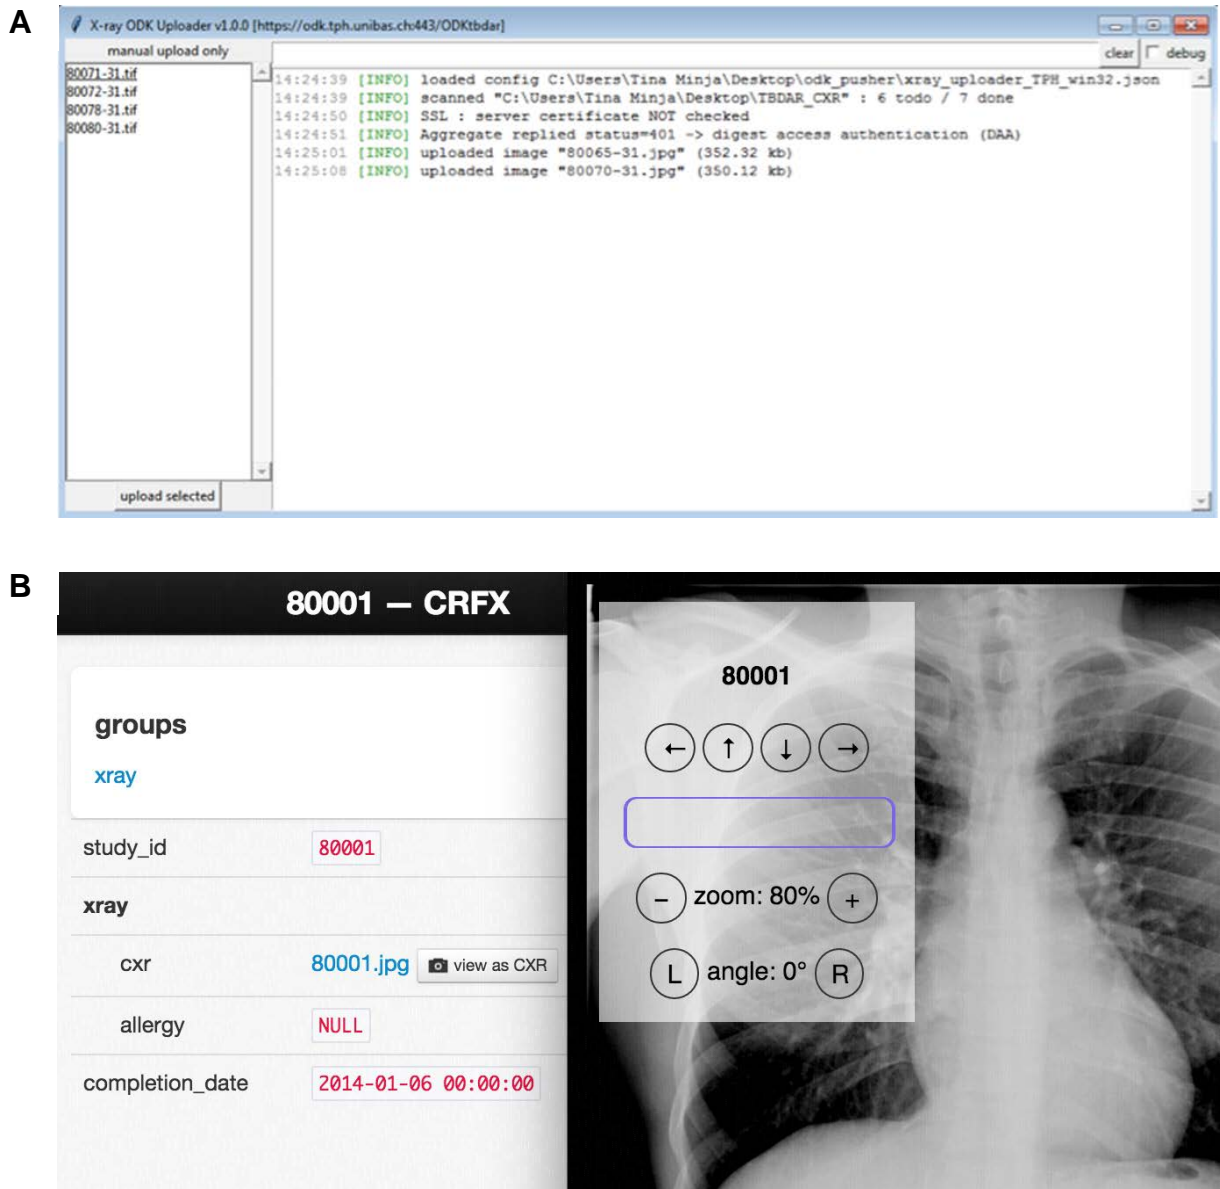 A
X-ray ODK Uploader v1.0.0 [https://odk.tph.unibas.ch:443/ODKtbdar]
manual upload only
clear
debug
80071-31.tif
80072-31.tif
80078-31.tif
80080-31.tif
14:24:39 [INFO] loaded config C:\Users\Tina Minja\Desktop\odk_pusher\xray_uploader_TPH_win32.json
14:24:39 [INFO] scanned "C:\Users\Tina Minja\Desktop\TBDAR_CXR" : 6 todo / 7 done
14:24:50 [INFO] SSL : server certificate NOT checked
14:24:51 [INFO] Aggregate replied status=401 -> digest access authentication (DAA)
14:25:01 [INFO] uploaded image "80065-31.jpg" (352.32 kb)
14:25:08 [INFO] uploaded image "80070-31.jpg" (350.12 kb)
upload selected
B
80001 — CRFX
groups
xray
study_id 80001
xray
cxr 80001.jpg view as CXR
allergy NULL
completion_date 2014-01-06 00:00:00
80001
← ↑ ↓ →
− zoom: 80% +
L angle: 0° R